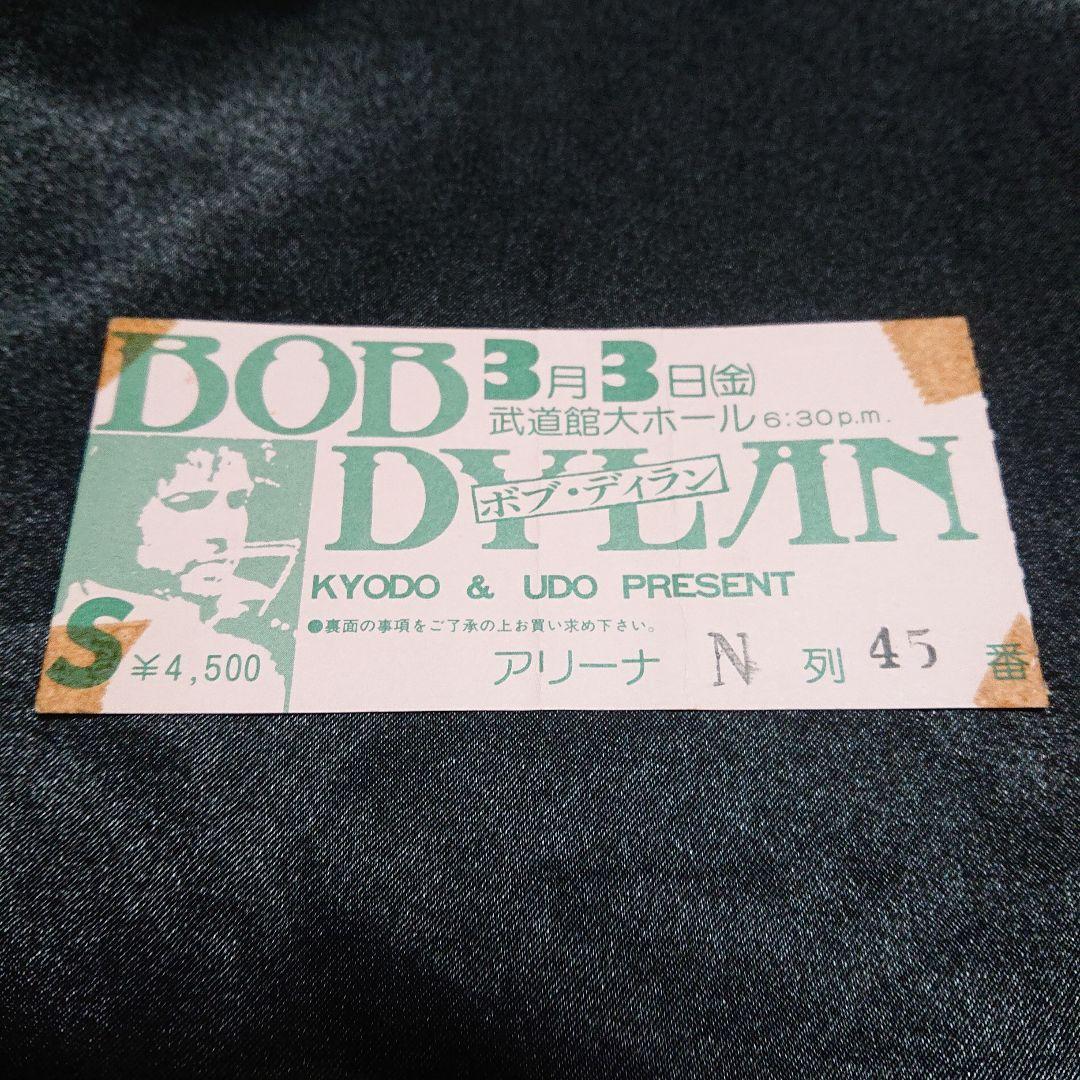 BOB 3月3日(金)
武道館大ホール 6:30p.m.
DYLAN
ボブ・ディラン
KYODO & UDO PRESENT
●裏面の事項をご了承の上お買い求め下さい。
S ¥4,500 アリーナ N 列 45 番